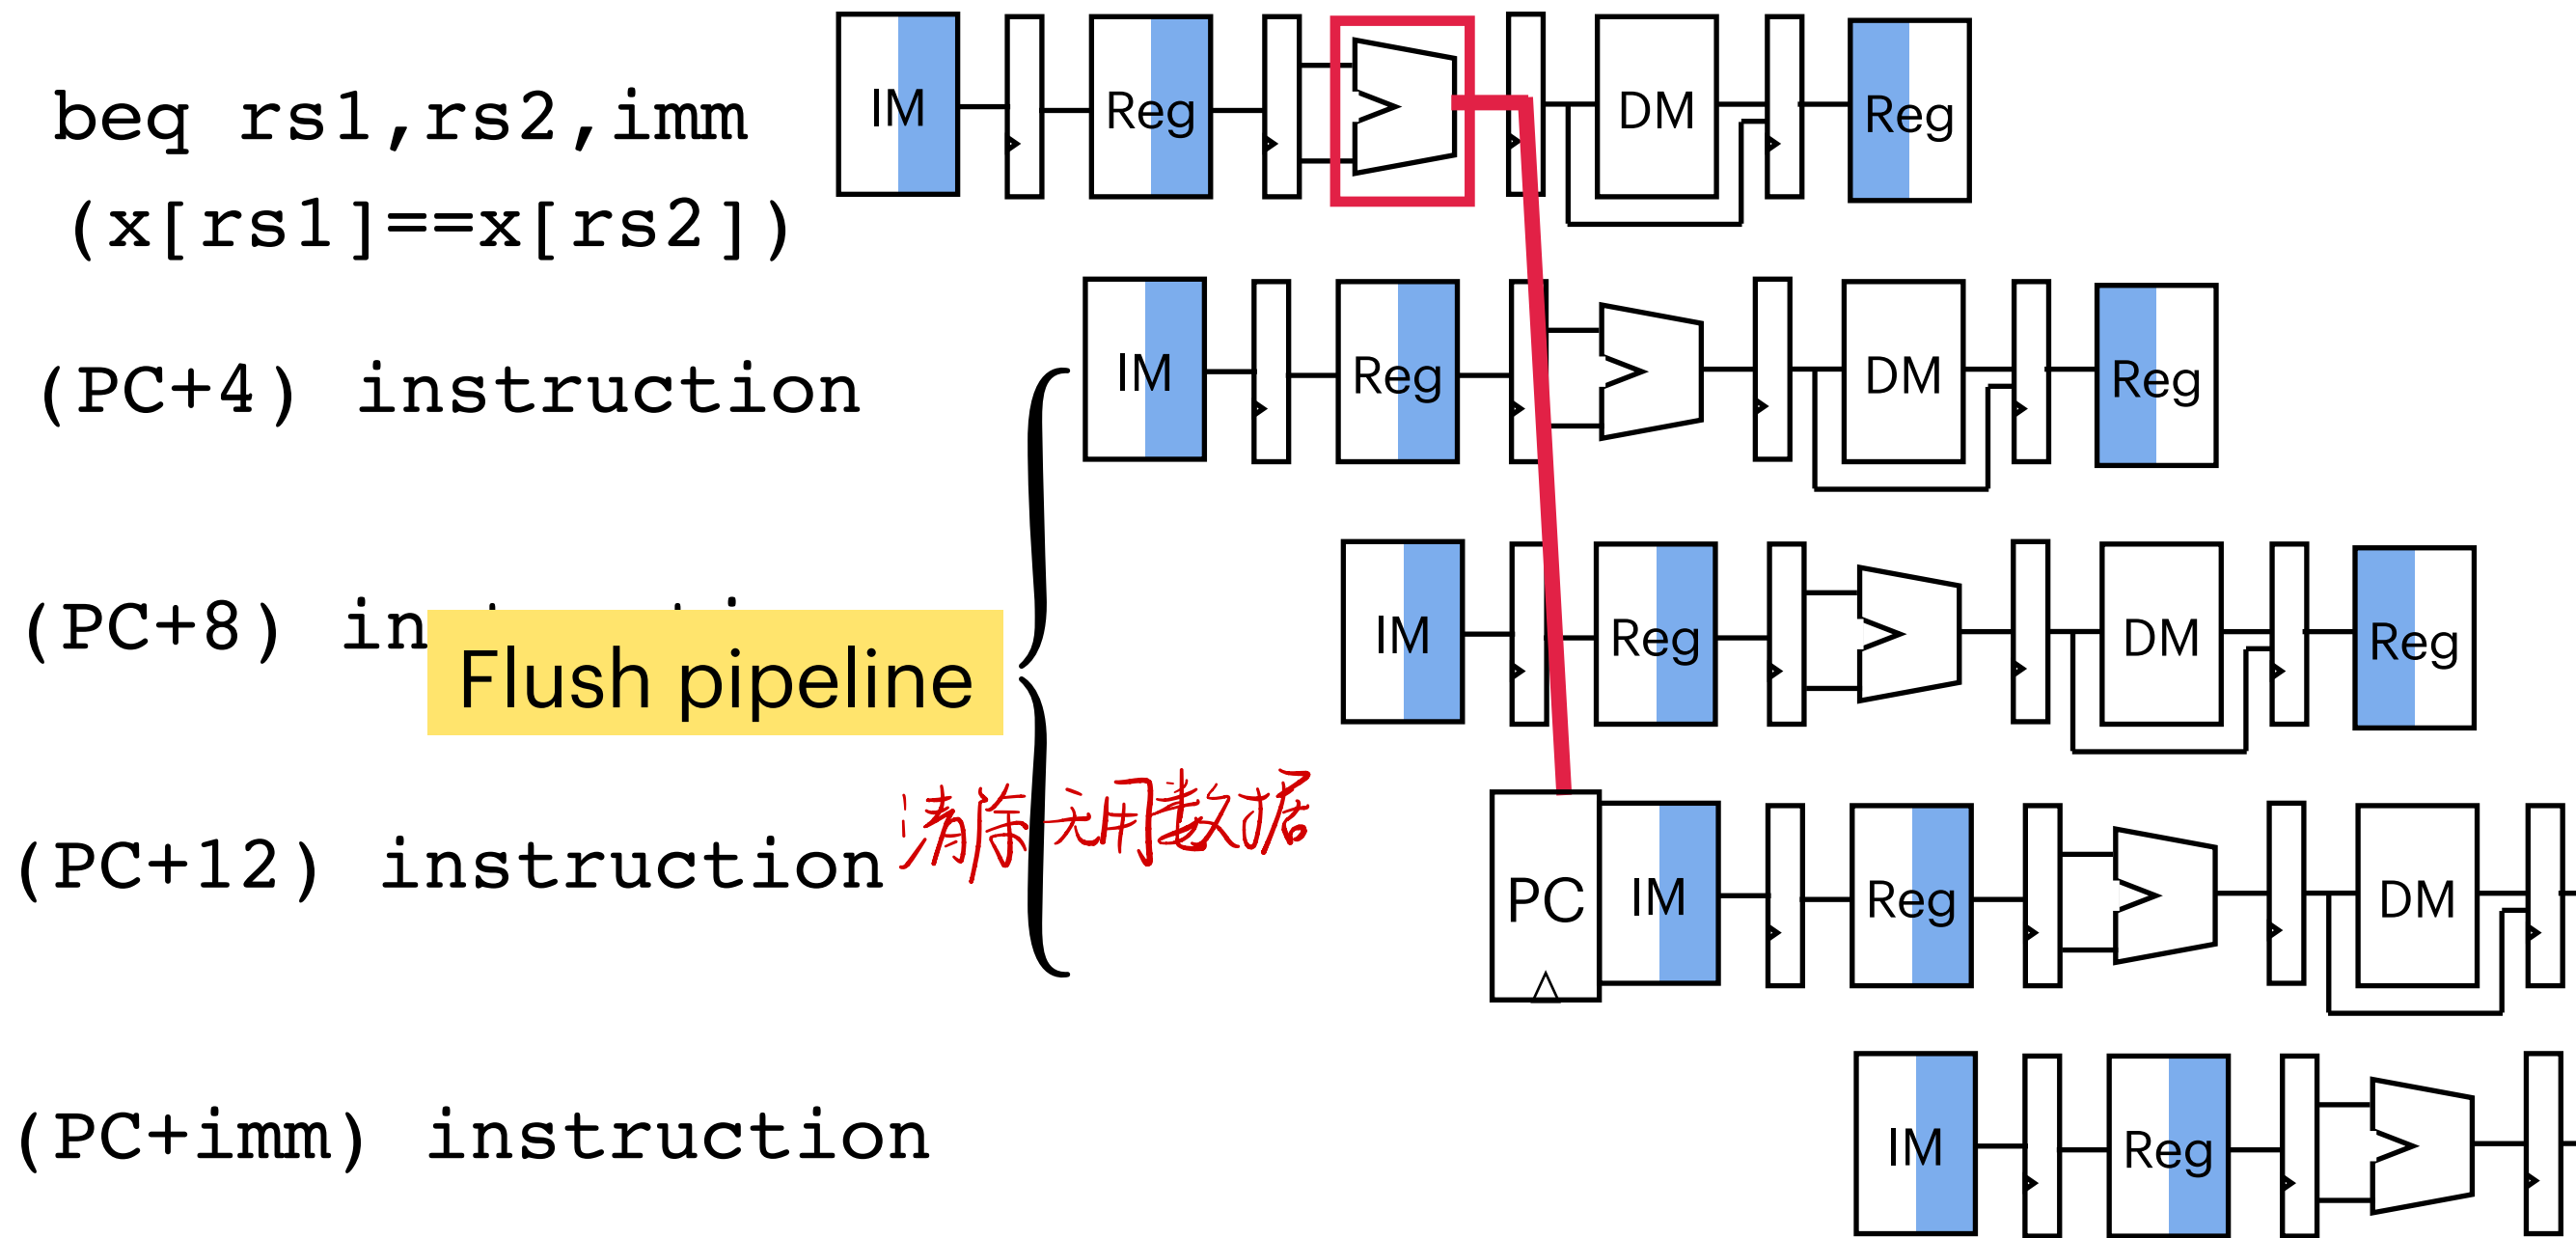 beq rs1,rs2,imm
(x[rs1]==x[rs2])
IM Reg DM Reg
(PC+4) instruction
IM Reg DM Reg
(PC+8) in
Flush pipeline
IM Reg DM Reg
清除无用数据
(PC+12) instruction
PC IM Reg DM
(PC+imm) instruction
IM Reg